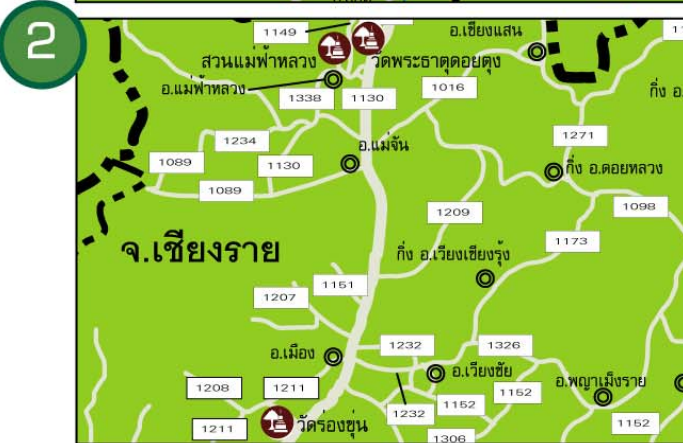 2
1149
อ.เชียงแสน
สวนแม่ฟ้าหลวง
วัดพระธาตุดอยตุง
อ.แม่ฟ้าหลวง
1338
1130
1016
กิ่ง อ.
1234
1271
อ.แม่จัน
1089
1130
กิ่ง อ.ดอยหลวง
1089
1098
1209
1173
จ.เชียงราย
กิ่ง อ.เวียงเชียงรุ้ง
1151
1207
1232
1326
อ.เมือง
อ.เวียงชัย
อ.พญาเม็งราย
1208
1211
1152
1152
1232
1211
วัดร่องขุ่น
1152
1306